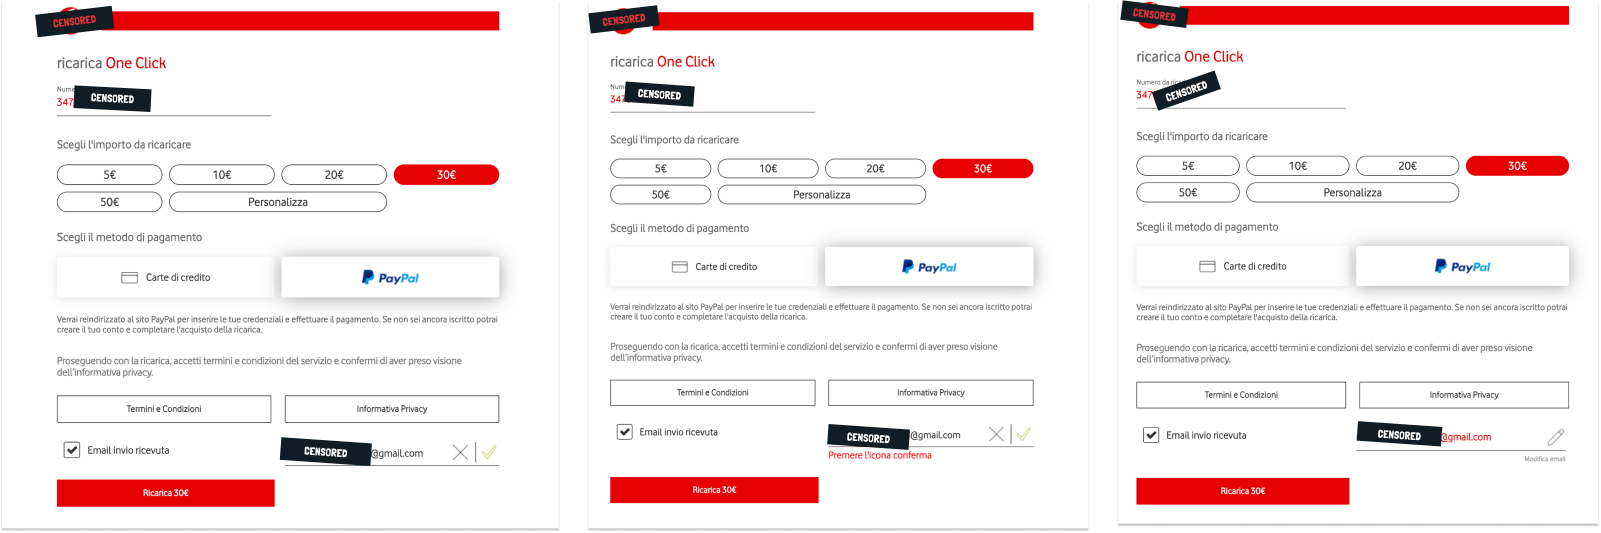 CENSORED
ricarica One Click
Nume
347
CENSORED
Scegli l'importo da ricaricare
5€
10€
20€
30€
50€
Personalizza
Scegli il metodo di pagamento
Carte di credito
PayPal
Verrai reindirizzato al sito PayPal per inserire le tue credenziali e effettuare il pagamento. Se non sei ancora iscritto potrai
creare il tuo conto e completare l'acquisto della ricarica.
Proseguendo con la ricarica, accetti termini e condizioni del servizio e confermi di aver preso visione
dell'informativa privacy.
Termini e Condizioni
Informativa Privacy
Email invio ricevuta
CENSORED
@gmail.com
Ricarica 30€
CENSORED
ricarica One Click
Num
347
CENSORED
Scegli l'importo da ricaricare
5€
10€
20€
30€
50€
Personalizza
Scegli il metodo di pagamento
Carte di credito
PayPal
Verrai reindirizzato al sito PayPal per inserire le tue credenziali e effettuare il pagamento. Se non sei ancora iscritto potrai
creare il tuo conto e completare l'acquisto della ricarica.
Proseguendo con la ricarica, accetti termini e condizioni del servizio e confermi di aver preso visione
dell'informativa privacy.
Termini e Condizioni
Informativa Privacy
Email invio ricevuta
CENSORED
@gmail.com
Premere l'icona conferma
Ricarica 30€
CENSORED
ricarica One Click
Numero da
347
CENSORED
Scegli l'importo da ricaricare
5€
10€
20€
30€
50€
Personalizza
Scegli il metodo di pagamento
Carte di credito
PayPal
Verrai reindirizzato al sito PayPal per inserire le tue credenziali e effettuare il pagamento. Se non sei ancora iscritto potrai
creare il tuo conto e completare l'acquisto della ricarica.
Proseguendo con la ricarica, accetti termini e condizioni del servizio e confermi di aver preso visione
dell'informativa privacy.
Termini e Condizioni
Informativa Privacy
Email invio ricevuta
CENSORED
@gmail.com
Modifica email
Ricarica 30€